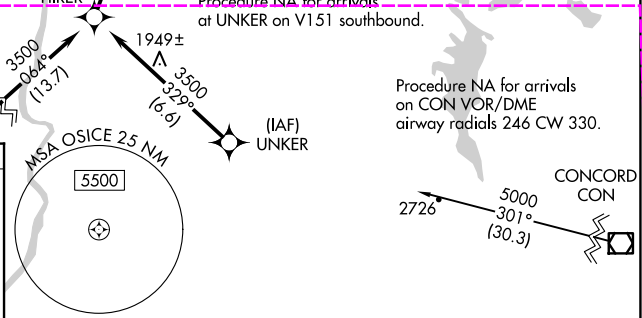 Procedure NA for arrivals
at UNKER on V151 southbound.
3500
064°
(13.7)
1949±
3500
329°
(6.6)
(IAF)
UNKER
Procedure NA for arrivals
on CON VOR/DME
airway radials 246 CW 330.
MSA OSICE 25 NM
5500
CONCORD
CON
2726
5000
301°
(30.3)